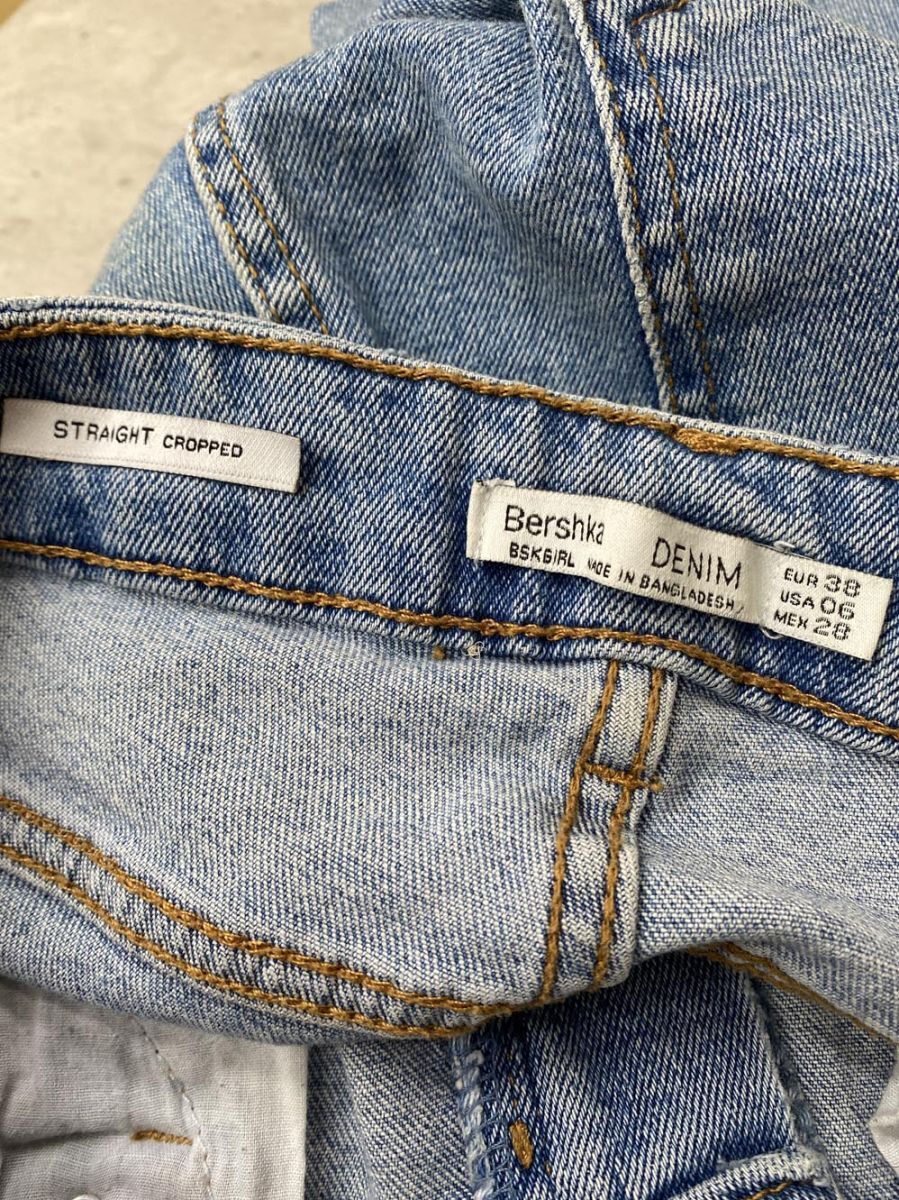 STRAIGHT CROPPED
Bershka DENIM
BSKGIRL MADE IN BANGLADESH
EUR 38
USA 06
MEX 28